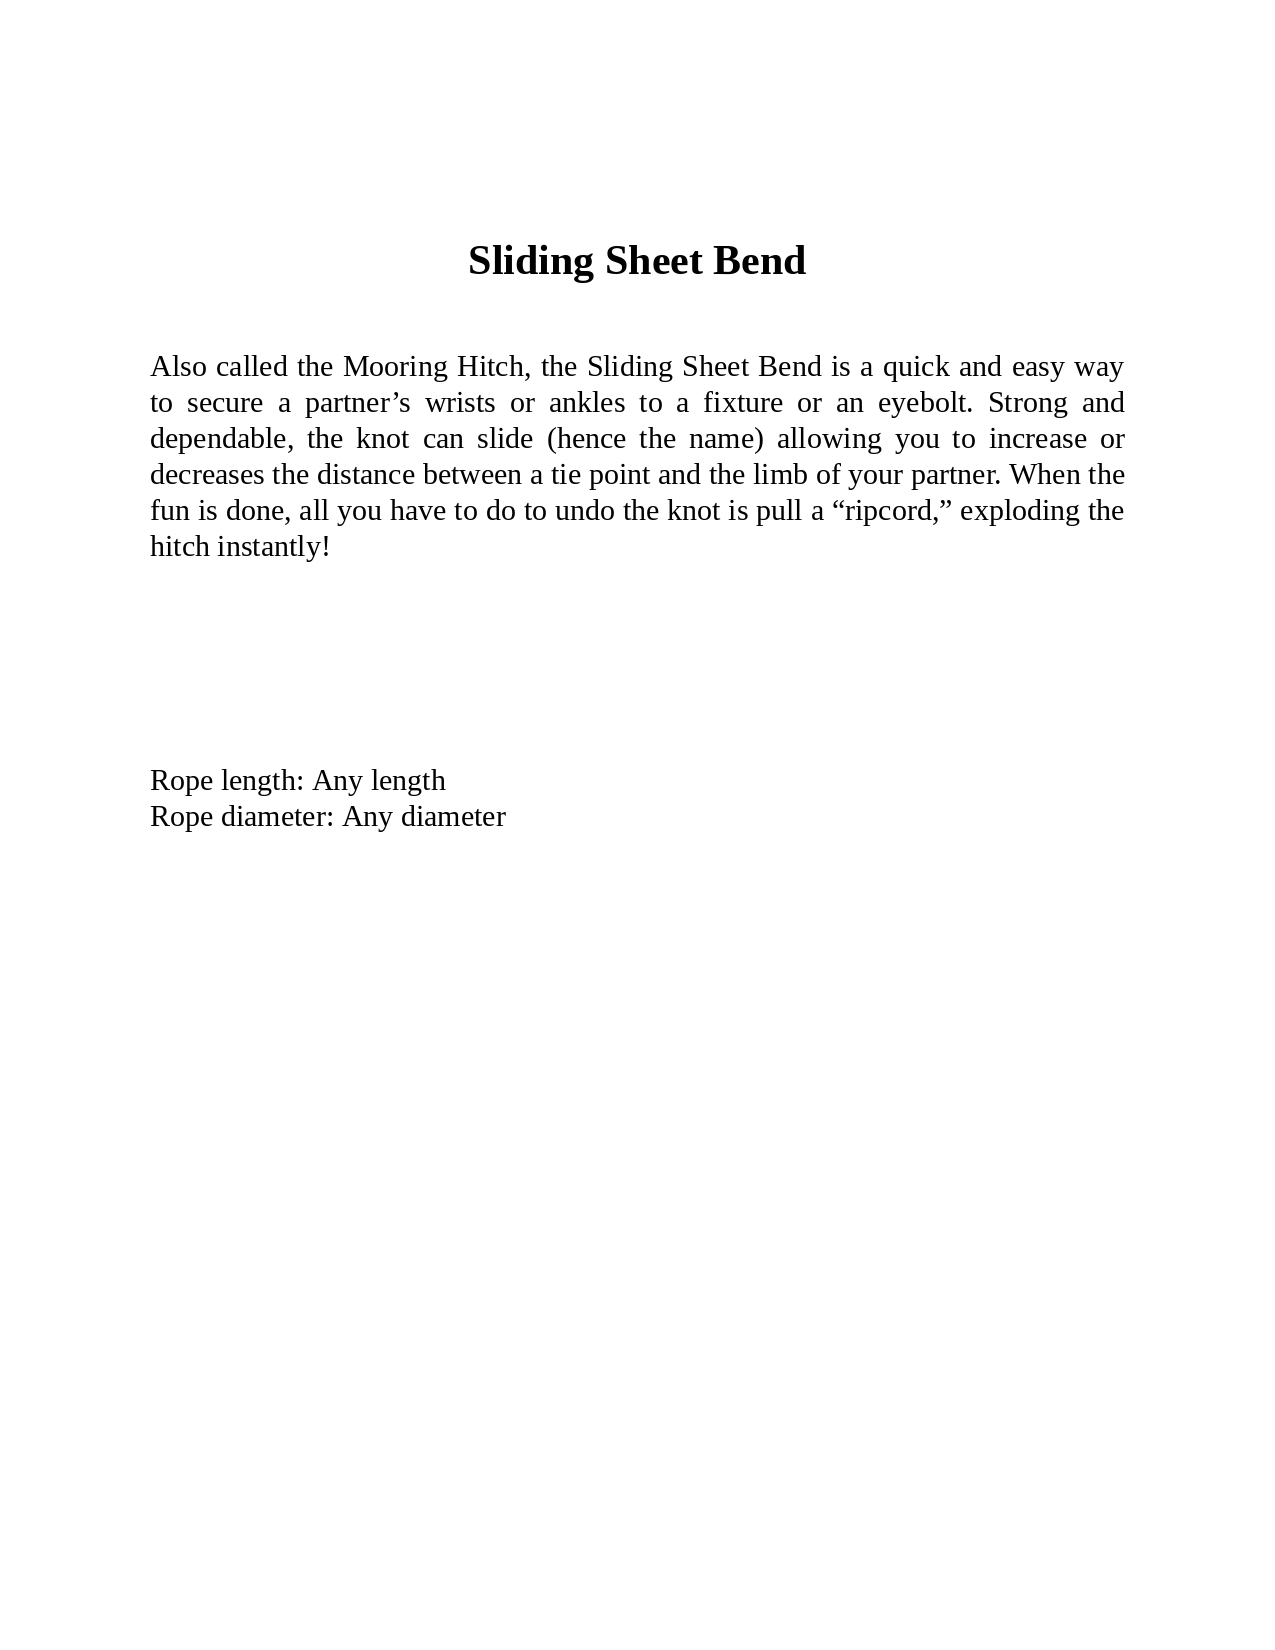 Sliding Sheet Bend
Also called the Mooring Hitch, the Sliding Sheet Bend is a quick and easy way
to secure a partner’s wrists or ankles to a fixture or an eyebolt. Strong and
dependable, the knot can slide (hence the name) allowing you to increase or
decreases the distance between a tie point and the limb of your partner. When the
fun is done, all you have to do to undo the knot is pull a “ripcord,” exploding the
hitch instantly!
Rope length: Any length
Rope diameter: Any diameter